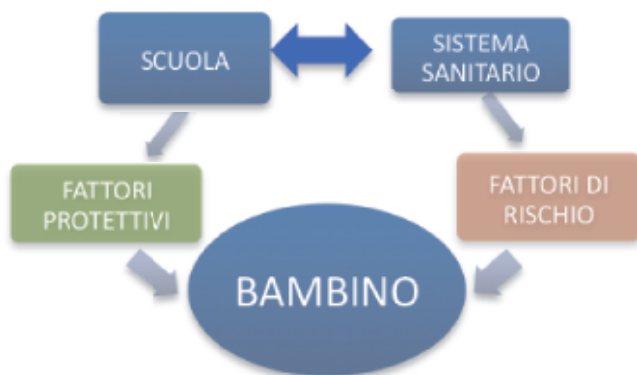 SCUOLA
SISTEMA
SANITARIO
FATTORI
PROTETTIVI
FATTORI DI
RISCHIO
BAMBINO